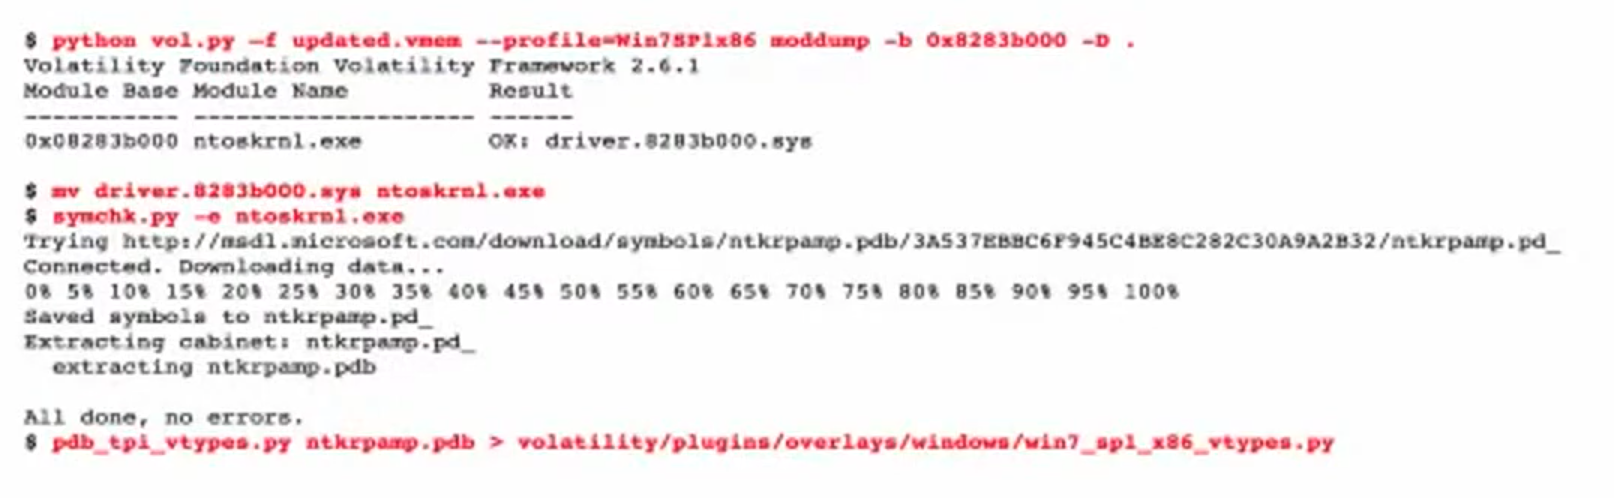 $ python vol.py -f updated.vmem --profile=Win7SP1x86 moddump -b 0x8283b000 -D .
Volatility Foundation Volatility Framework 2.6.1
Module Base Module Name          Result
----------- -------------------- ------
0x08283b000 ntoskrnl.exe         OK: driver.8283b000.sys
$ mv driver.8283b000.sys ntoskrnl.exe
$ symchk.py -e ntoskrnl.exe
Trying http://msdl.microsoft.com/download/symbols/ntkrpamp.pdb/3A537EBBC6F945C4BE8C282C30A9A2B32/ntkrpamp.pd_
Connected. Downloading data...
0% 5% 10% 15% 20% 25% 30% 35% 40% 45% 50% 55% 60% 65% 70% 75% 80% 85% 90% 95% 100%
Saved symbols to ntkrpamp.pd_
Extracting cabinet: ntkrpamp.pd_
  extracting ntkrpamp.pdb
All done, no errors.
$ pdb_tpi_vtypes.py ntkrpamp.pdb > volatility/plugins/overlays/windows/win7_sp1_x86_vtypes.py